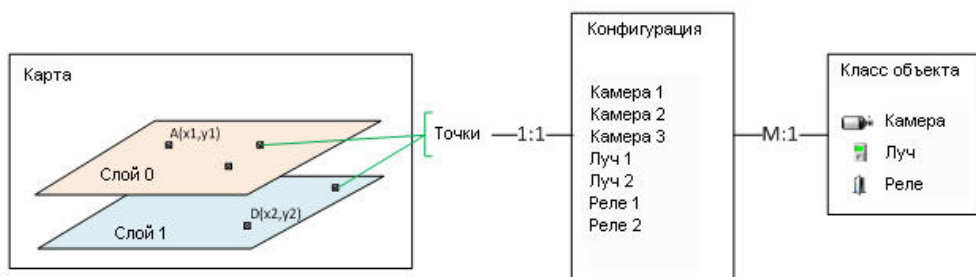 Карта
A(x1,y1)
Слой 0
D(x2,y2)
Слой 1
Точки
1:1
Конфигурация
Камера 1
Камера 2
Камера 3
Луч 1
Луч 2
Реле 1
Реле 2
M:1
Класс объекта
Камера
Луч
Реле